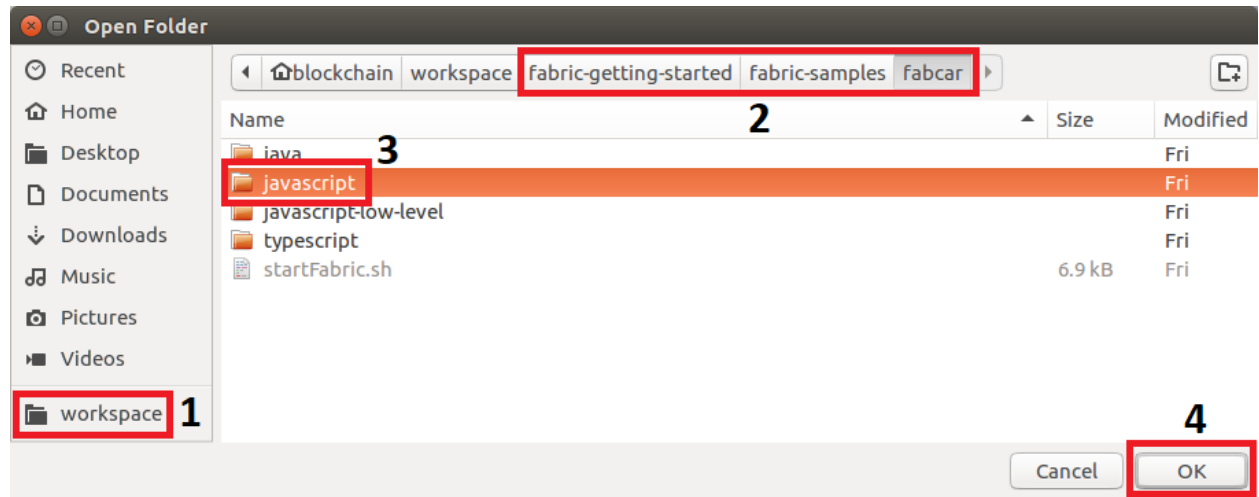 Open Folder
Recent
Home
Desktop
Documents
Downloads
Music
Pictures
Videos
workspace 1
blockchain workspace fabric-getting-started fabric-samples fabcar
2
Name Size Modified
3
java Fri
javascript Fri
javascript-low-level Fri
typescript Fri
startFabric.sh 6.9 kB Fri
4
Cancel OK